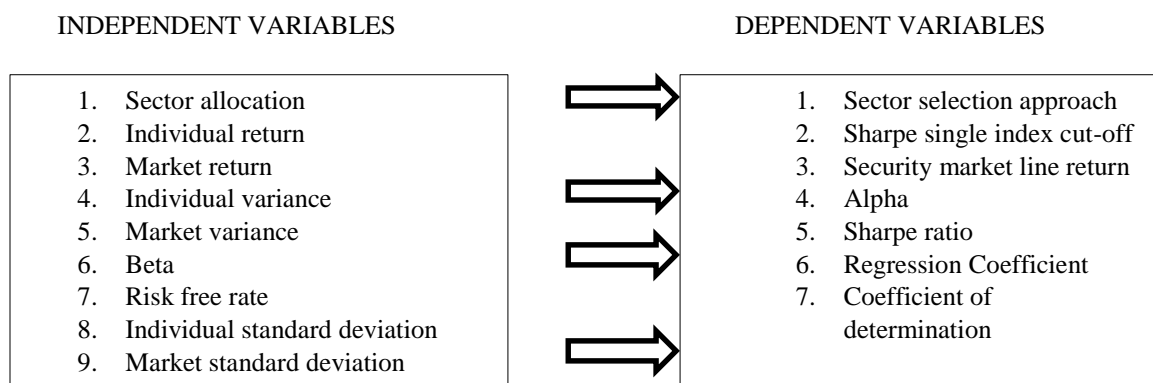 INDEPENDENT VARIABLES
1. Sector allocation
2. Individual return
3. Market return
4. Individual variance
5. Market variance
6. Beta
7. Risk free rate
8. Individual standard deviation
9. Market standard deviation
DEPENDENT VARIABLES
1. Sector selection approach
2. Sharpe single index cut-off
3. Security market line return
4. Alpha
5. Sharpe ratio
6. Regression Coefficient
7. Coefficient of
determination